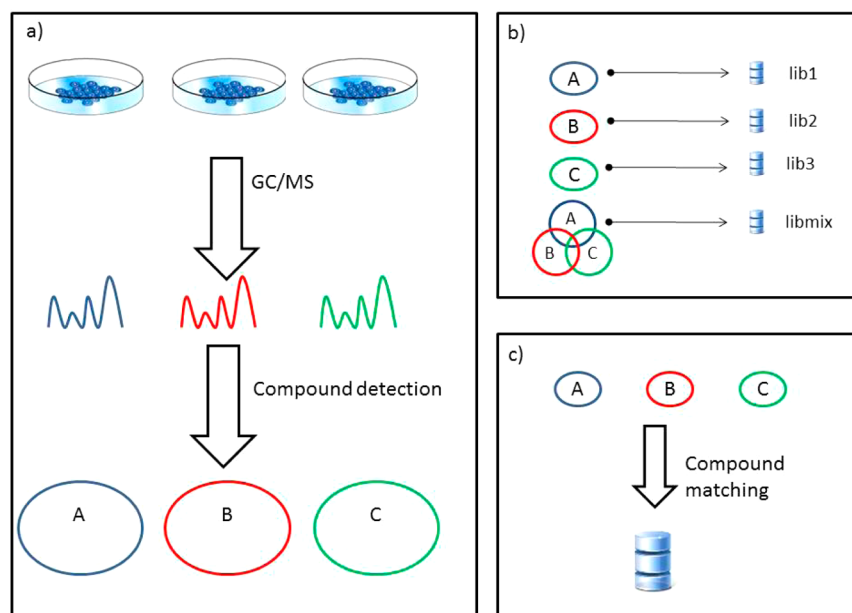 a)
GC/MS
Compound detection
A
B
C
b)
A
lib1
B
lib2
C
lib3
A
B
C
libmix
c)
A
B
C
Compound
matching